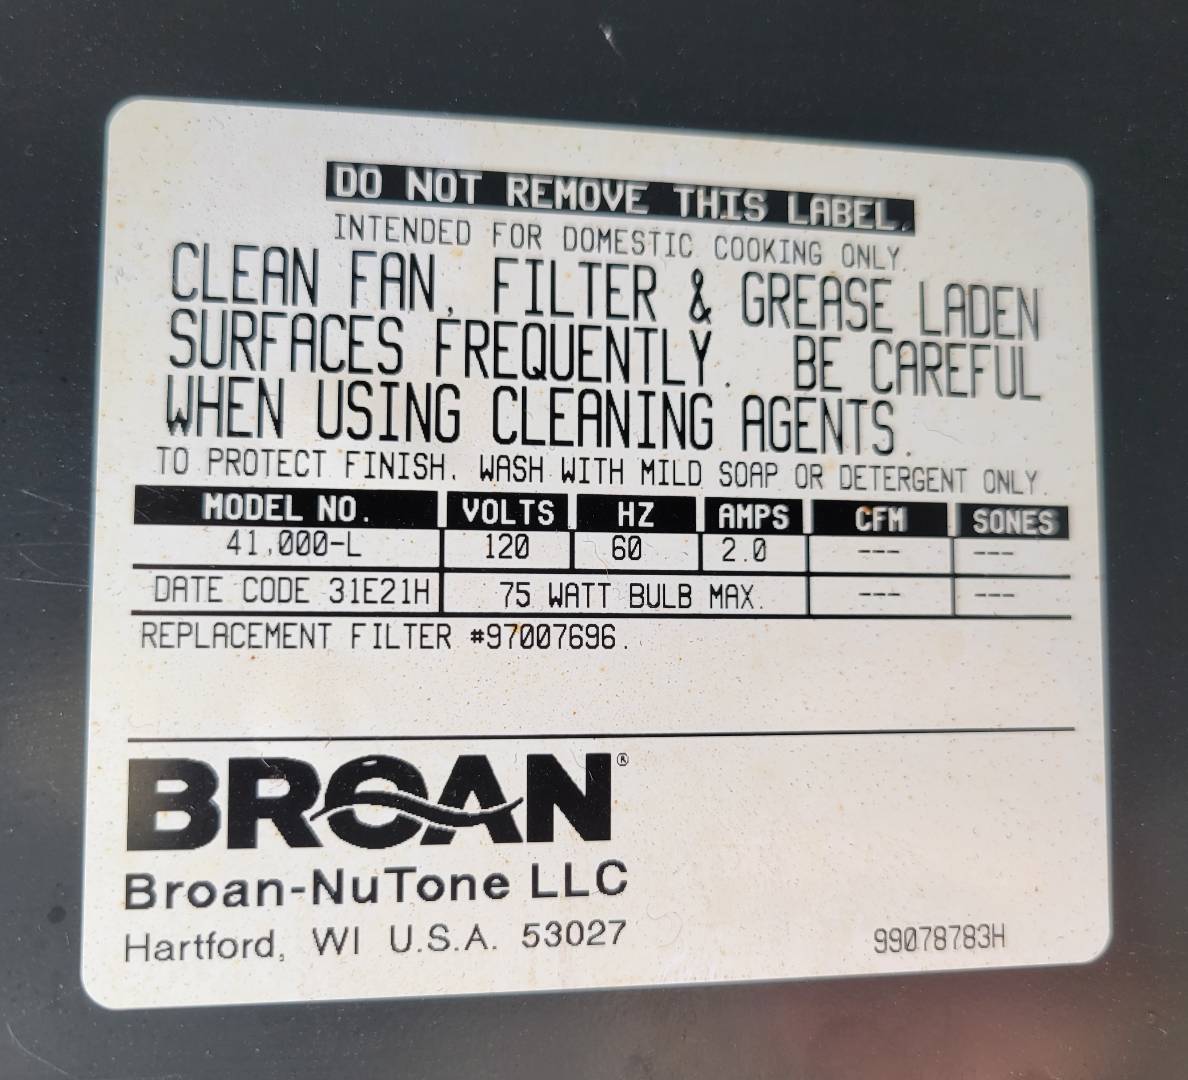 DO NOT REMOVE THIS LABEL.
INTENDED FOR DOMESTIC COOKING ONLY.
CLEAN FAN, FILTER & GREASE LADEN
SURFACES FREQUENTLY. BE CAREFUL
WHEN USING CLEANING AGENTS.
TO PROTECT FINISH, WASH WITH MILD SOAP OR DETERGENT ONLY.
MODEL NO. VOLTS HZ AMPS CFM SONES
41,000-L 120 60 2.0 --- ---
DATE CODE 31E21H 75 WATT BULB MAX. --- ---
REPLACEMENT FILTER #97007696.
BROAN®
Broan-NuTone LLC
Hartford, WI U.S.A. 53027
99078783H